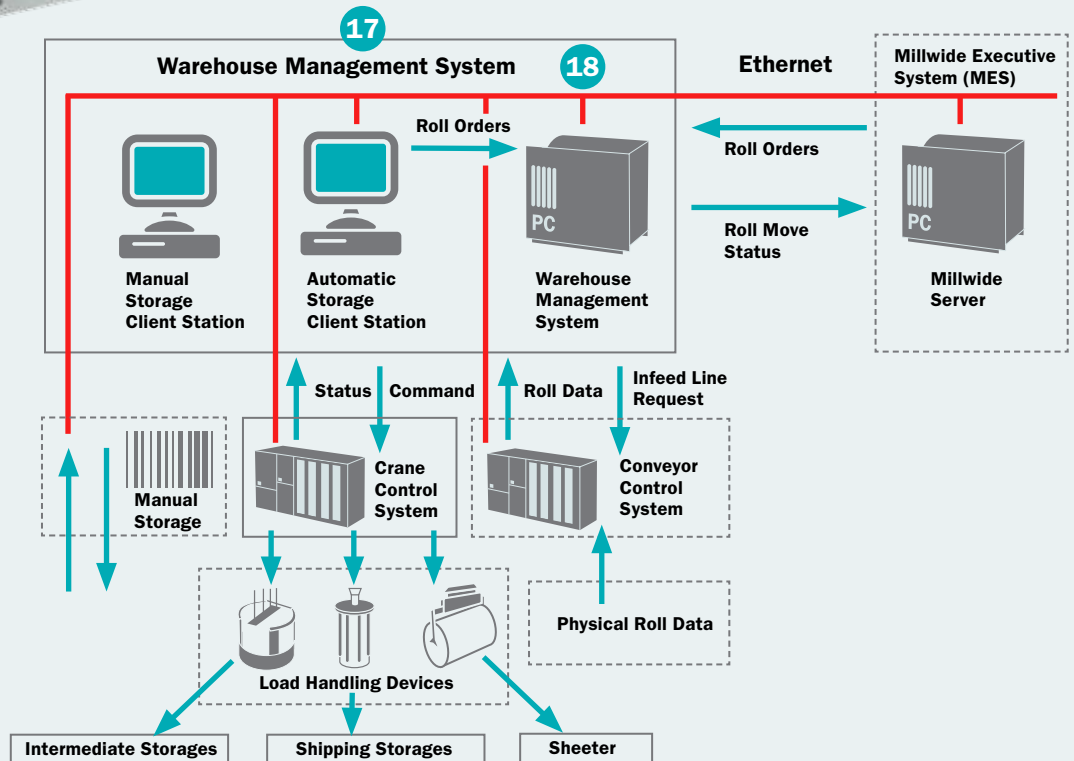 17
Warehouse Management System
18
Ethernet
Millwide Executive
System (MES)
Roll Orders
Roll Orders
PC
PC
Roll Move
Status
Manual
Storage
Client Station
Automatic
Storage
Client Station
Warehouse
Management
System
Millwide
Server
Status
Command
Roll Data
Infeed Line
Request
Manual
Storage
Crane
Control
System
Conveyor
Control
System
Physical Roll Data
Load Handling Devices
Intermediate Storages
Shipping Storages
Sheeter